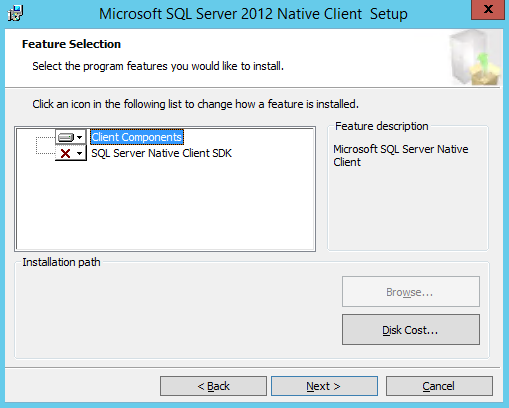 Microsoft SQL Server 2012 Native Client  Setup
Feature Selection
Select the program features you would like to install.
Click an icon in the following list to change how a feature is installed.
Client Components
SQL Server Native Client SDK
Feature description
Microsoft SQL Server Native
Client
Installation path
Browse...
Disk Cost...
< Back
Next >
Cancel